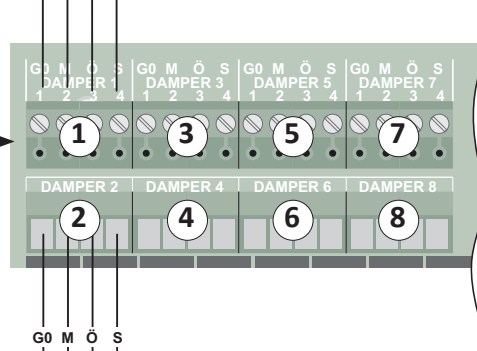 G0 M Ö S G0 M Ö S G0 M Ö S G0 M Ö S
DAMPER 1 DAMPER 3 DAMPER 5 DAMPER 7
1 2 3 4 1 2 3 4 1 2 3 4 1 2 3 4
1 3 5 7
DAMPER 2 DAMPER 4 DAMPER 6 DAMPER 8
2 4 6 8
G0 M Ö S